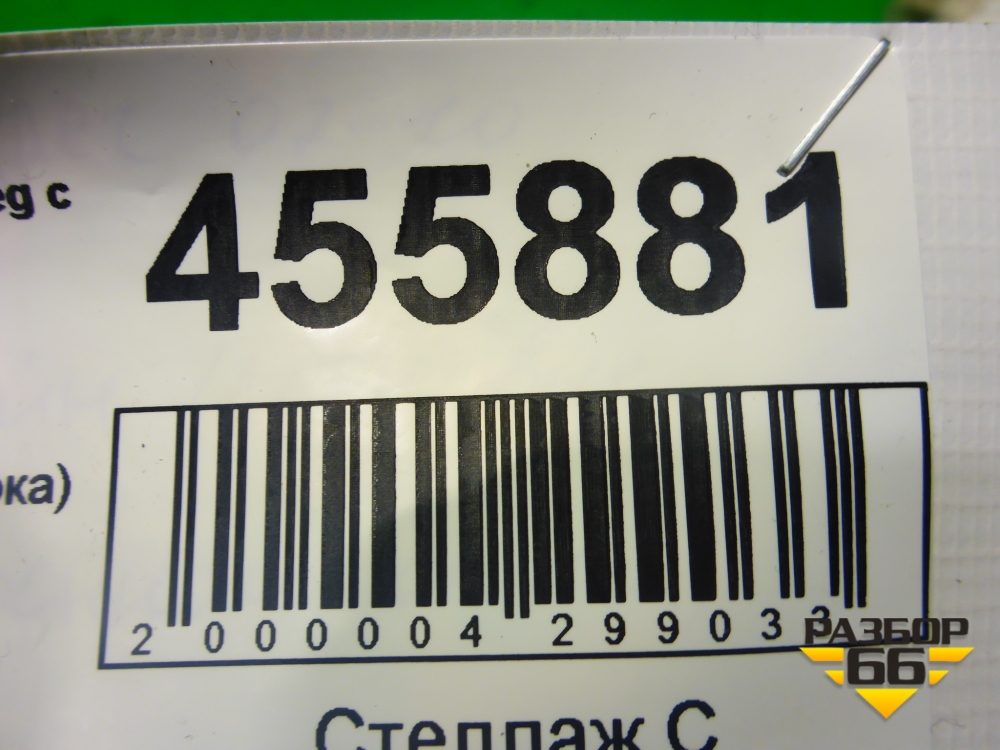 eg c
455881
ока)
2 000004 299033
Стеллаж С
РАЗБОР
66